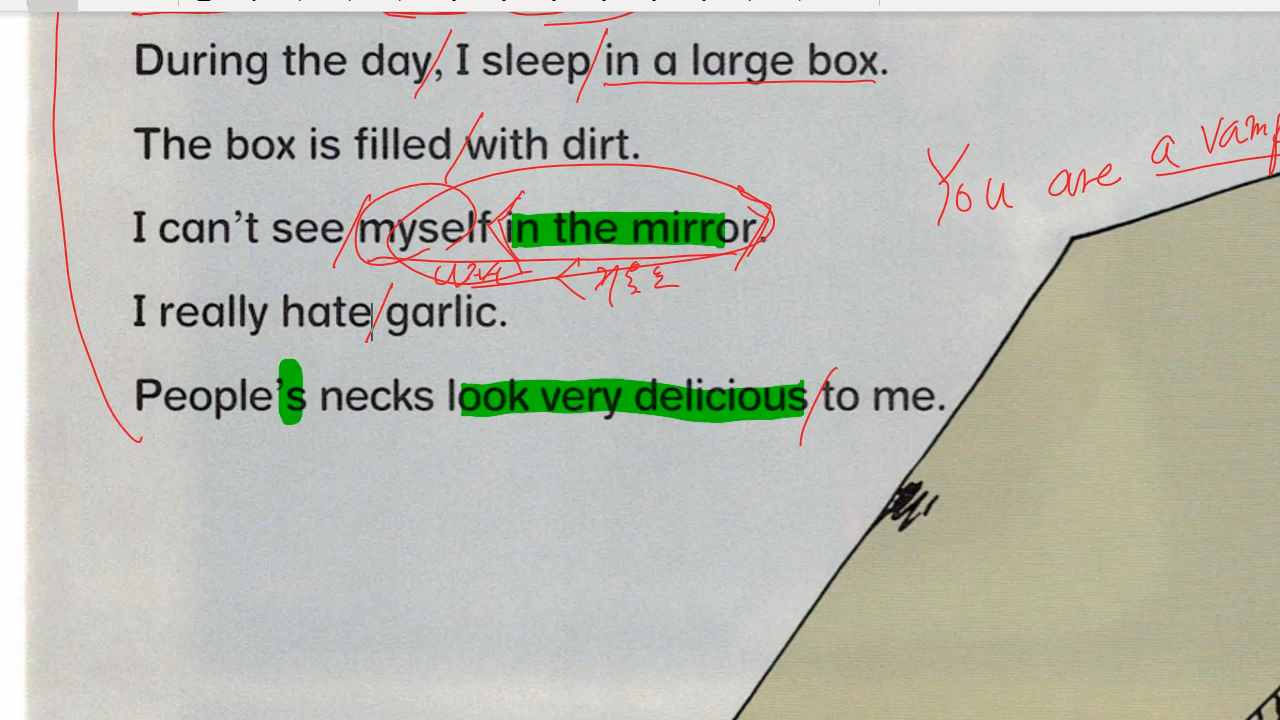 During the day, I sleep in a large box.
The box is filled with dirt.
You are a vamp
I can't see myself in the mirror.
I really hate garlic.
People's necks look very delicious to me.